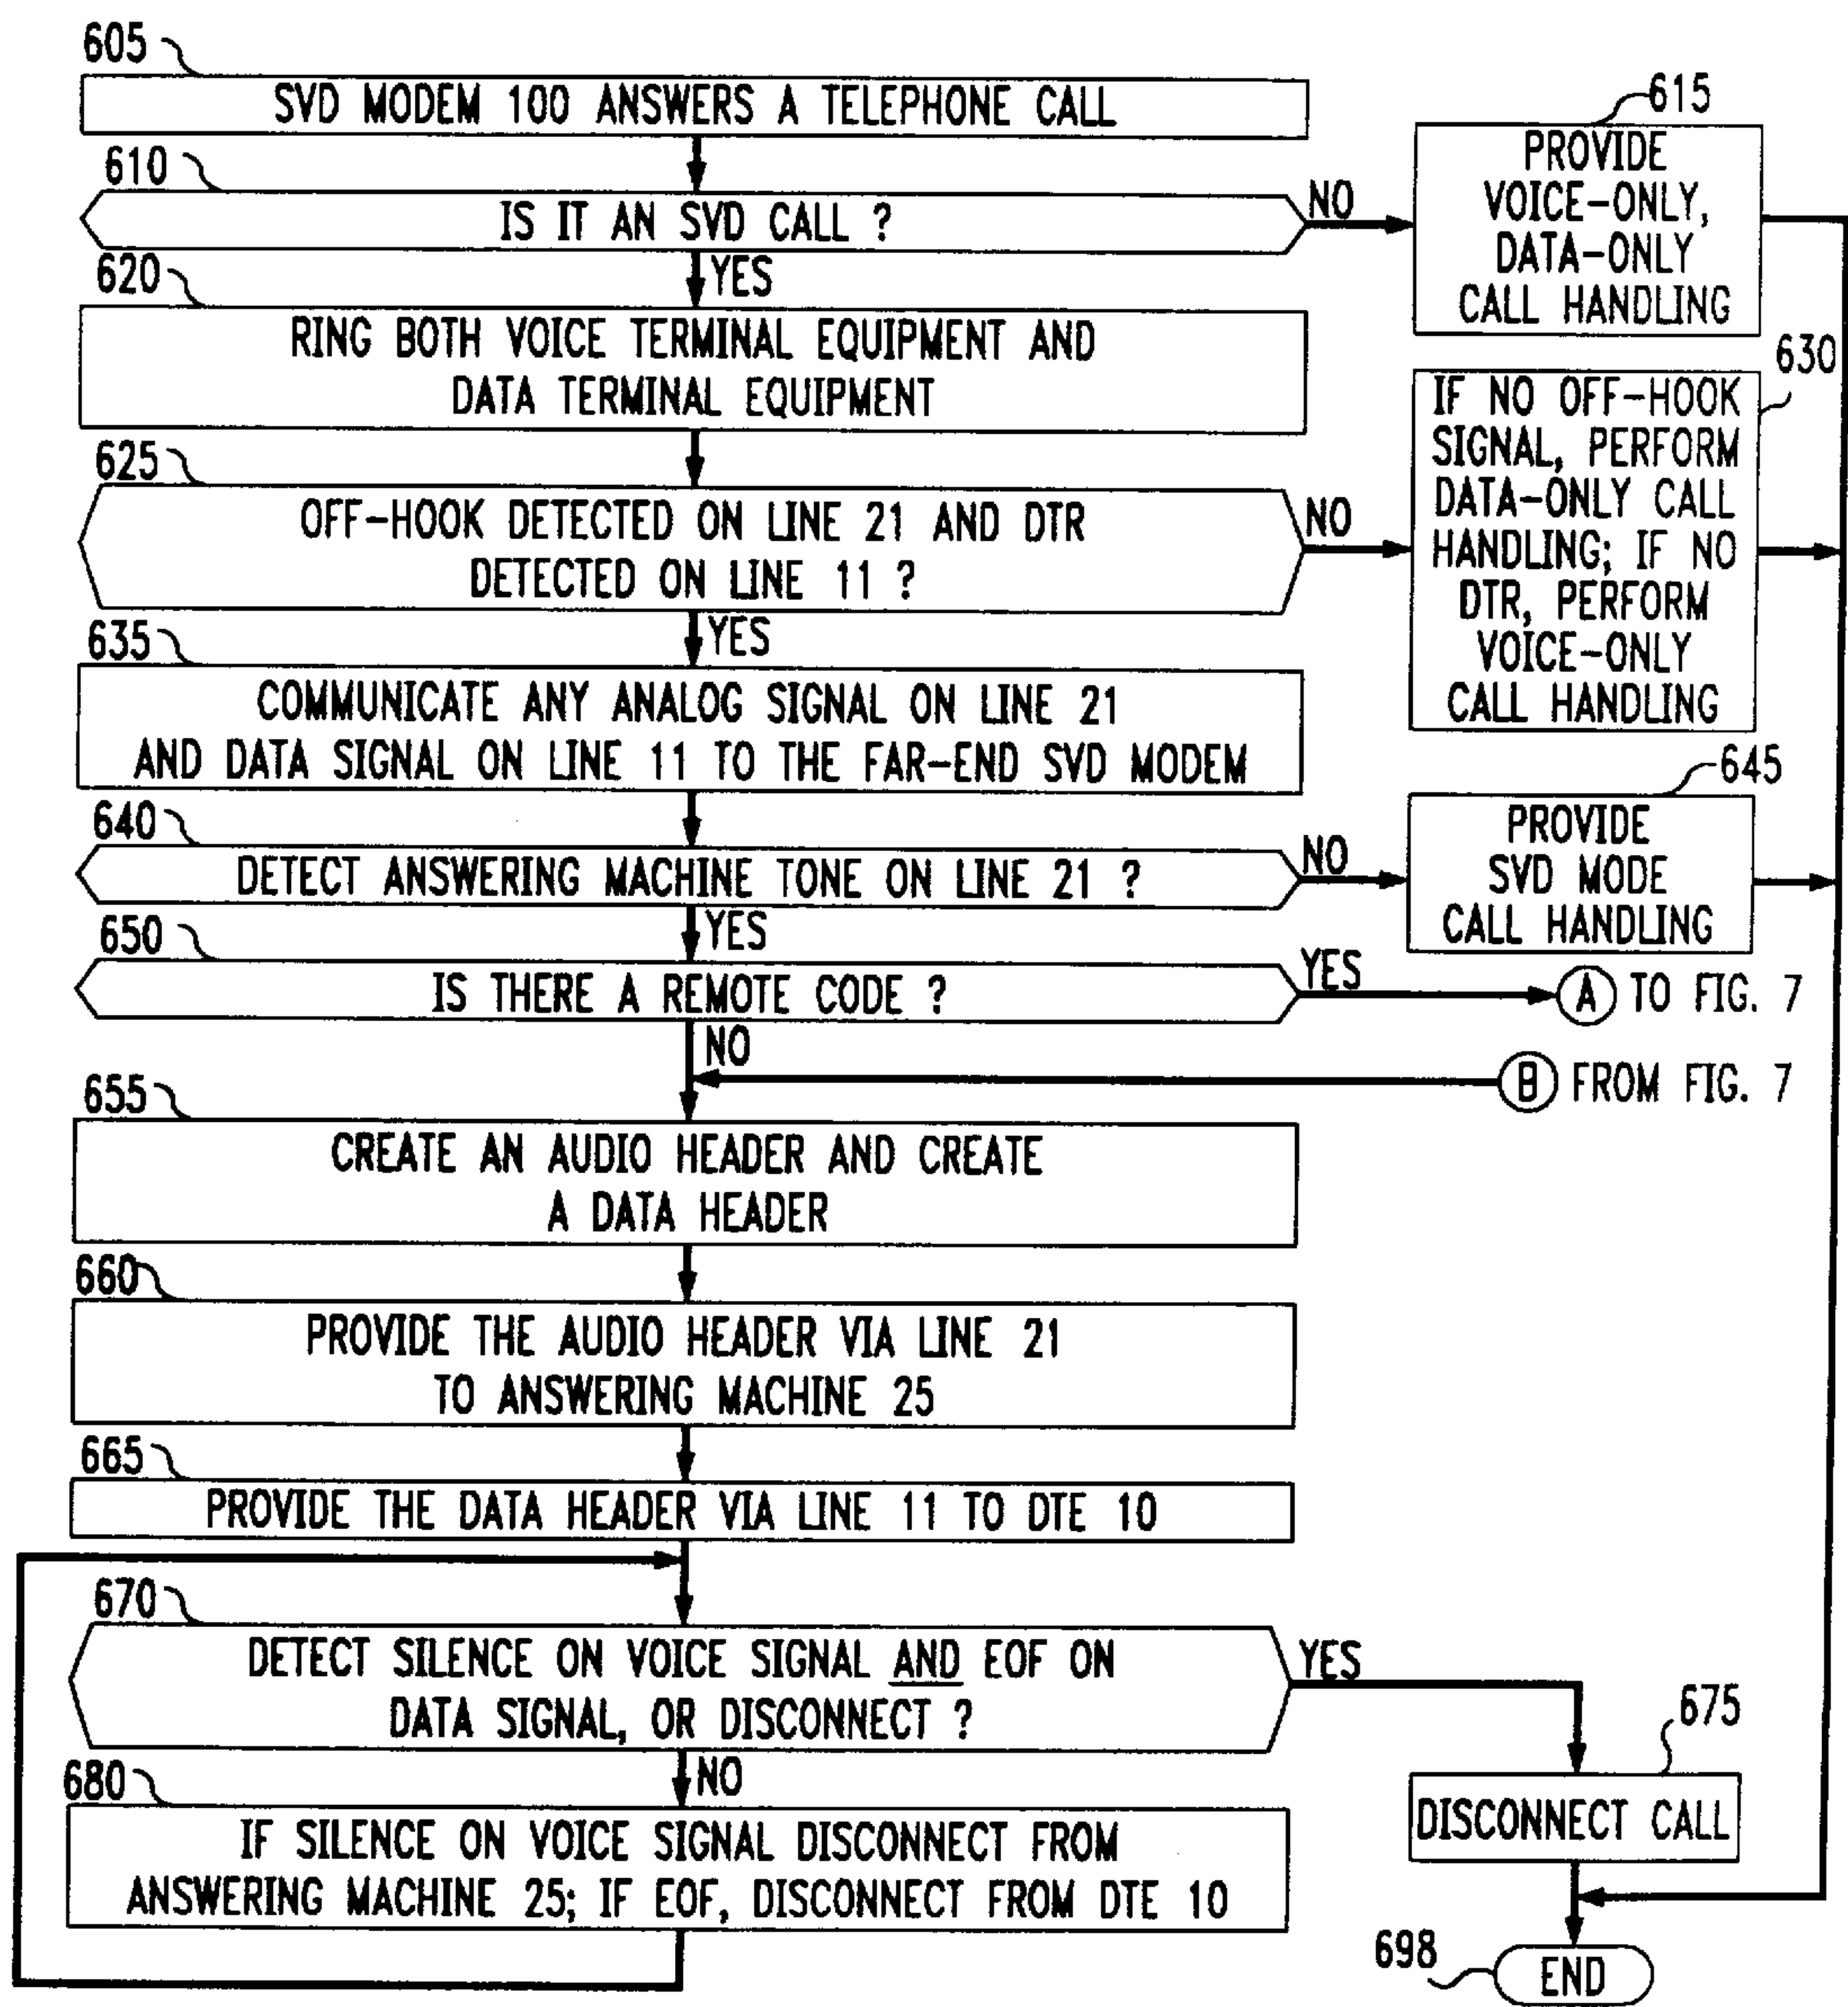 605
SVD MODEM 100 ANSWERS A TELEPHONE CALL
610
IS IT AN SVD CALL ?
NO
615
PROVIDE
VOICE-ONLY,
DATA-ONLY
CALL HANDLING
YES
620
RING BOTH VOICE TERMINAL EQUIPMENT AND
DATA TERMINAL EQUIPMENT
625
OFF-HOOK DETECTED ON LINE 21 AND DTR
DETECTED ON LINE 11 ?
NO
630
IF NO OFF-HOOK
SIGNAL, PERFORM
DATA-ONLY CALL
HANDLING; IF NO
DTR, PERFORM
VOICE-ONLY
CALL HANDLING
YES
635
COMMUNICATE ANY ANALOG SIGNAL ON LINE 21
AND DATA SIGNAL ON LINE 11 TO THE FAR-END SVD MODEM
640
DETECT ANSWERING MACHINE TONE ON LINE 21 ?
NO
645
PROVIDE
SVD MODE
CALL HANDLING
YES
650
IS THERE A REMOTE CODE ?
YES
A TO FIG. 7
NO
B FROM FIG. 7
655
CREATE AN AUDIO HEADER AND CREATE
A DATA HEADER
660
PROVIDE THE AUDIO HEADER VIA LINE 21
TO ANSWERING MACHINE 25
665
PROVIDE THE DATA HEADER VIA LINE 11 TO DTE 10
670
DETECT SILENCE ON VOICE SIGNAL AND EOF ON
DATA SIGNAL, OR DISCONNECT ?
YES
675
DISCONNECT CALL
NO
680
IF SILENCE ON VOICE SIGNAL DISCONNECT FROM
ANSWERING MACHINE 25; IF EOF, DISCONNECT FROM DTE 10
698
END